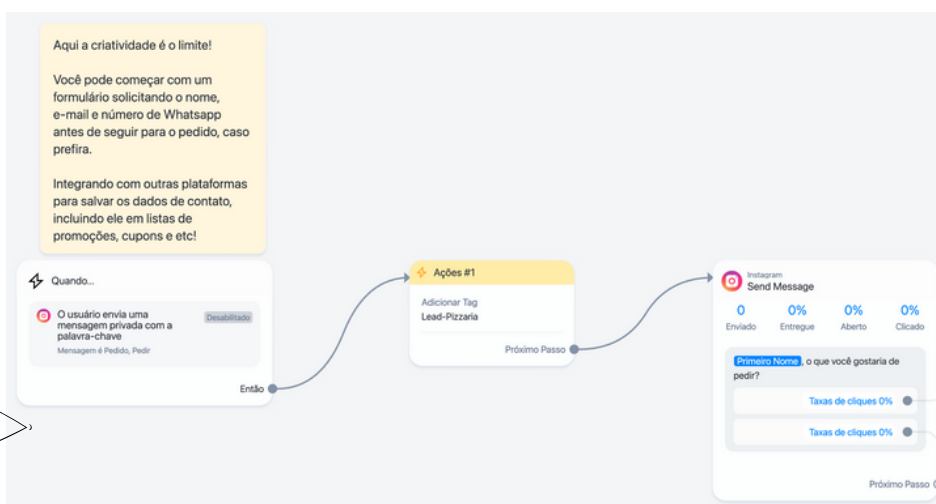 Aqui a criatividade é o limite!
Você pode começar com um
formulário solicitando o nome,
e-mail e número de Whatsapp
antes de seguir para o pedido, caso
prefira.
Integrando com outras plataformas
para salvar os dados de contato,
incluindo ele em listas de
promoções, cupons e etc!
Quando...
O usuário envia uma
mensagem privada com a
palavra-chave
Desabilitado
Mensagem é Pedido, Pedir
Então
Ações #1
Adicionar Tag
Lead-Pizzaria
Próximo Passo
Instagram
Send Message
0 0% 0% 0%
Enviado Entregue Aberto Clicado
Primeiro Nome, o que você gostaria de
pedir?
Taxas de cliques 0%
Taxas de cliques 0%
Próximo Passo